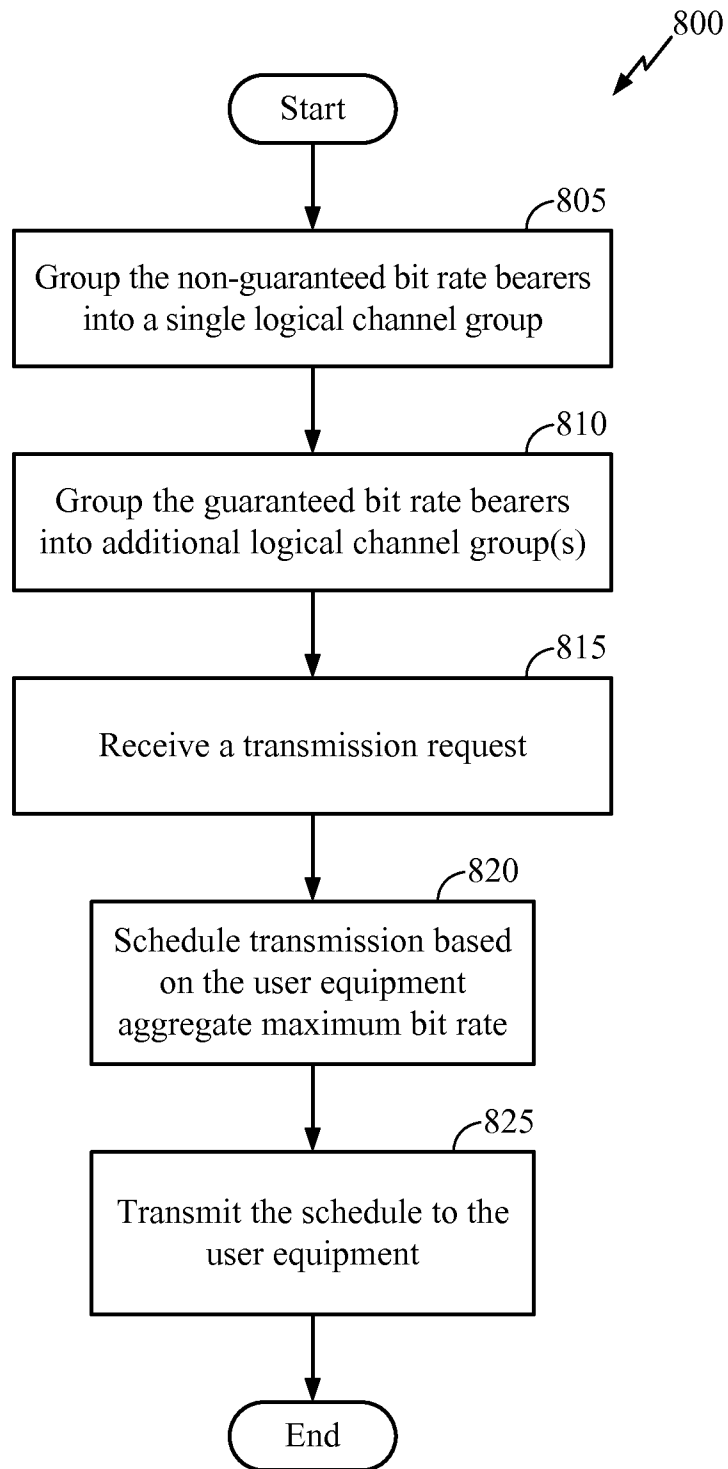 800
Start
805
Group the non-guaranteed bit rate bearers
into a single logical channel group
810
Group the guaranteed bit rate bearers
into additional logical channel group(s)
815
Receive a transmission request
820
Schedule transmission based
on the user equipment
aggregate maximum bit rate
825
Transmit the schedule to the
user equipment
End